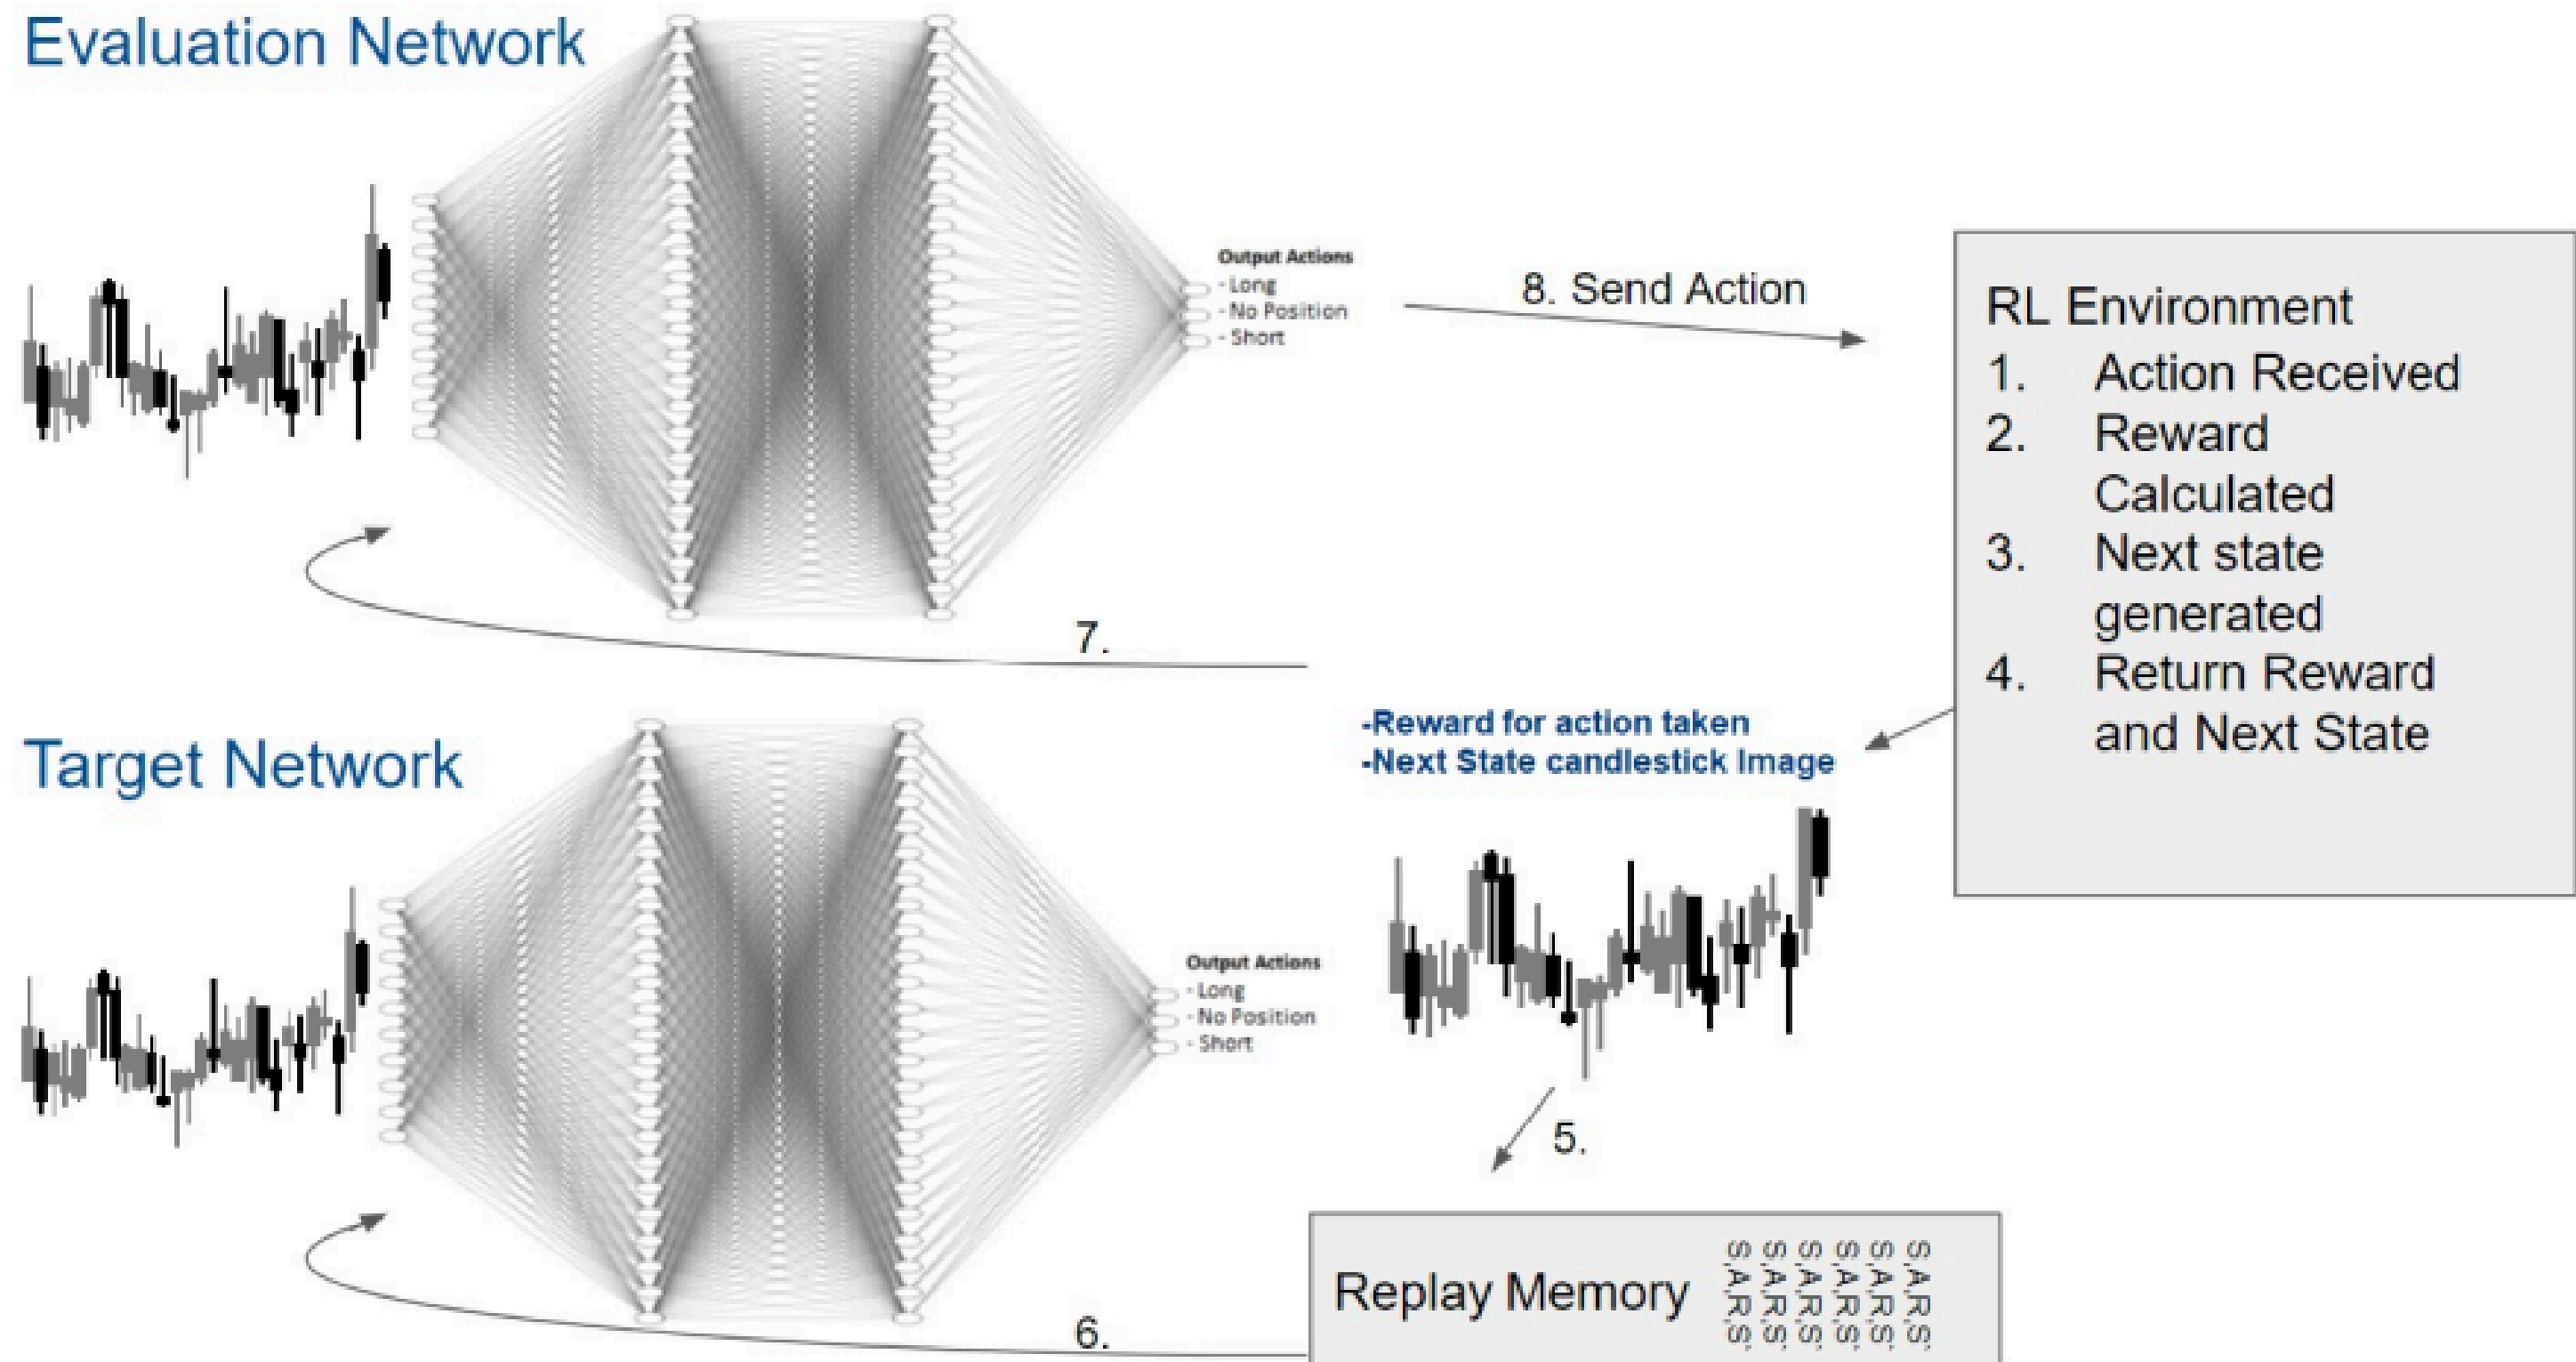 Evaluation Network
Output Actions
- Long
- No Position
- Short
8. Send Action
RL Environment
1. Action Received
2. Reward
Calculated
3. Next state
generated
4. Return Reward
and Next State
7.
Target Network
-Reward for action taken
-Next State candlestick Image
Output Actions
- Long
- No Position
- Short
5.
Replay Memory
S,A,R,S'
S,A,R,S'
S,A,R,S'
S,A,R,S'
S,A,R,S'
S,A,R,S'
6.